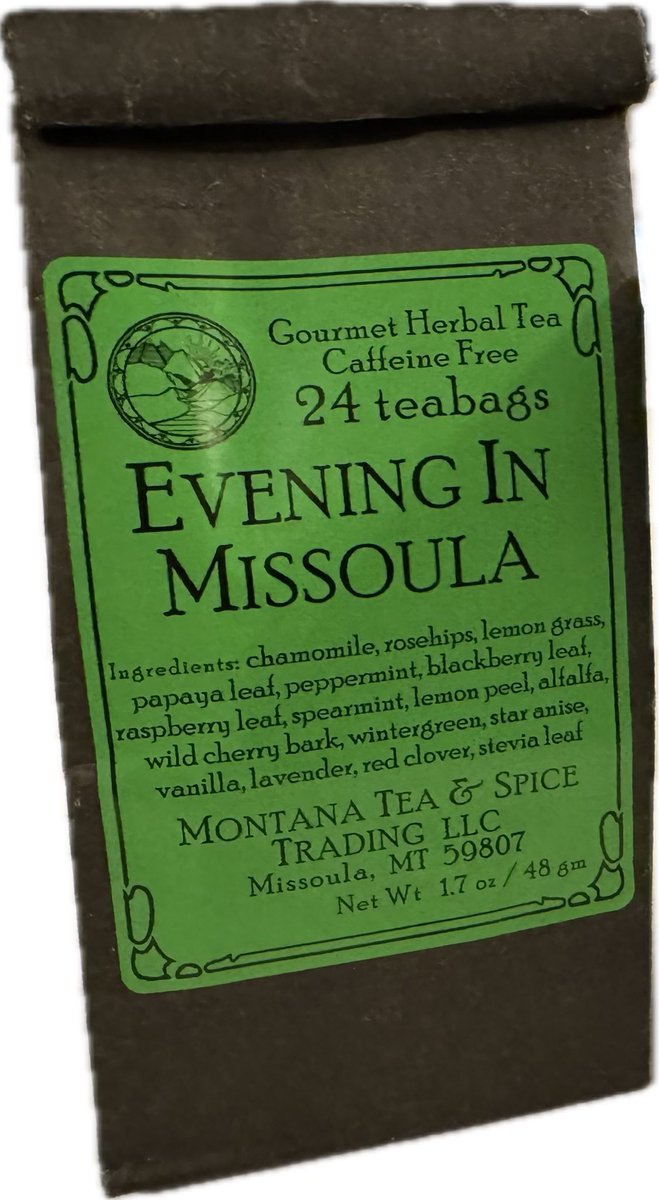 Gourmet Herbal Tea
Caffeine Free
24 teabags
EVENING IN
MISSOULA
Ingredients: chamomile, rosehips, lemon grass,
papaya leaf, peppermint, blackberry leaf,
raspberry leaf, spearmint, lemon peel, alfalfa,
wild cherry bark, wintergreen, star anise,
vanilla, lavender, red clover, stevia leaf
MONTANA TEA & SPICE
TRADING LLC
Missoula, MT 59807
Net Wt 1.7 oz / 48 gm